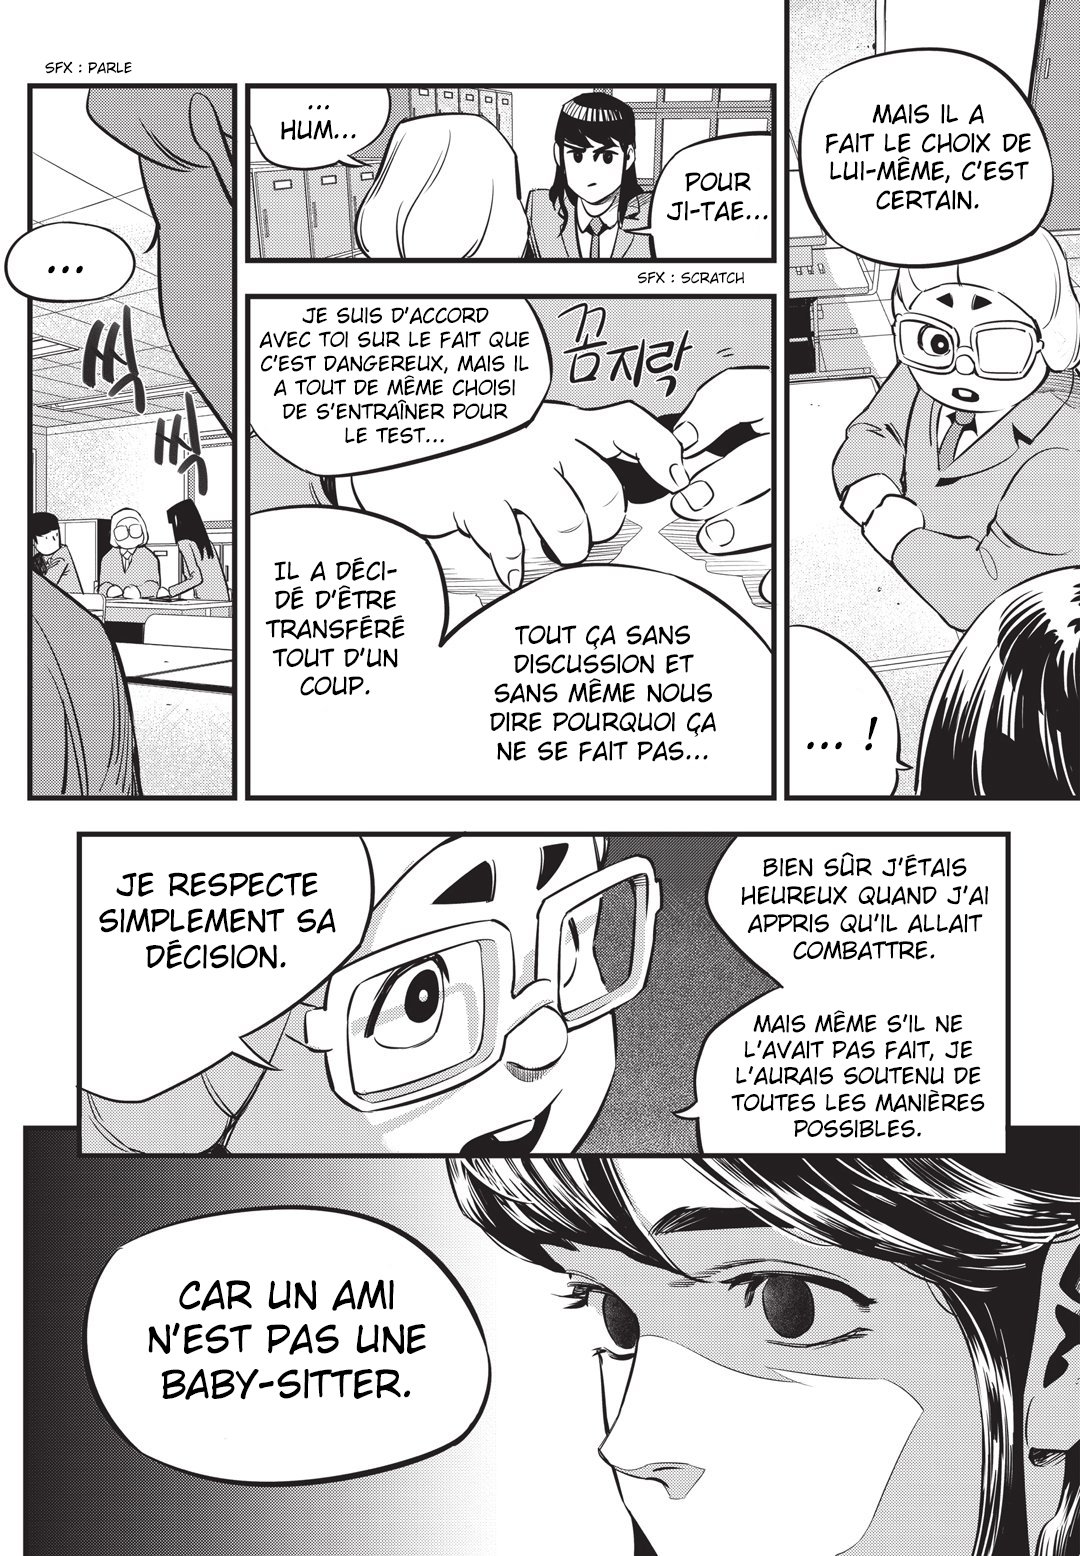 SFX : PARLE
...
...
HUM...
POUR
JI-TAE...
SFX : SCRATCH
JE SUIS D'ACCORD
AVEC TOI SUR LE FAIT QUE
C'EST DANGEREUX, MAIS IL
A TOUT DE MÊME CHOISI
DE S'ENTRAÎNER POUR
LE TEST...
꼼지락
IL A DÉCI-
DÉ D'ÊTRE
TRANSFÉRÉ
TOUT D'UN
COUP.
TOUT ÇA SANS
DISCUSSION ET
SANS MÊME NOUS
DIRE POURQUOI ÇA
NE SE FAIT PAS...
MAIS IL A
FAIT LE CHOIX DE
LUI-MÊME, C'EST
CERTAIN.
... !
JE RESPECTE
SIMPLEMENT SA
DÉCISION.
BIEN SÛR J'ÉTAIS
HEUREUX QUAND J'AI
APPRIS QU'IL ALLAIT
COMBATTRE.
MAIS MÊME S'IL NE
L'AVAIT PAS FAIT, JE
L'AURAIS SOUTENU DE
TOUTES LES MANIÈRES
POSSIBLES.
CAR UN AMI
N'EST PAS UNE
BABY-SITTER.